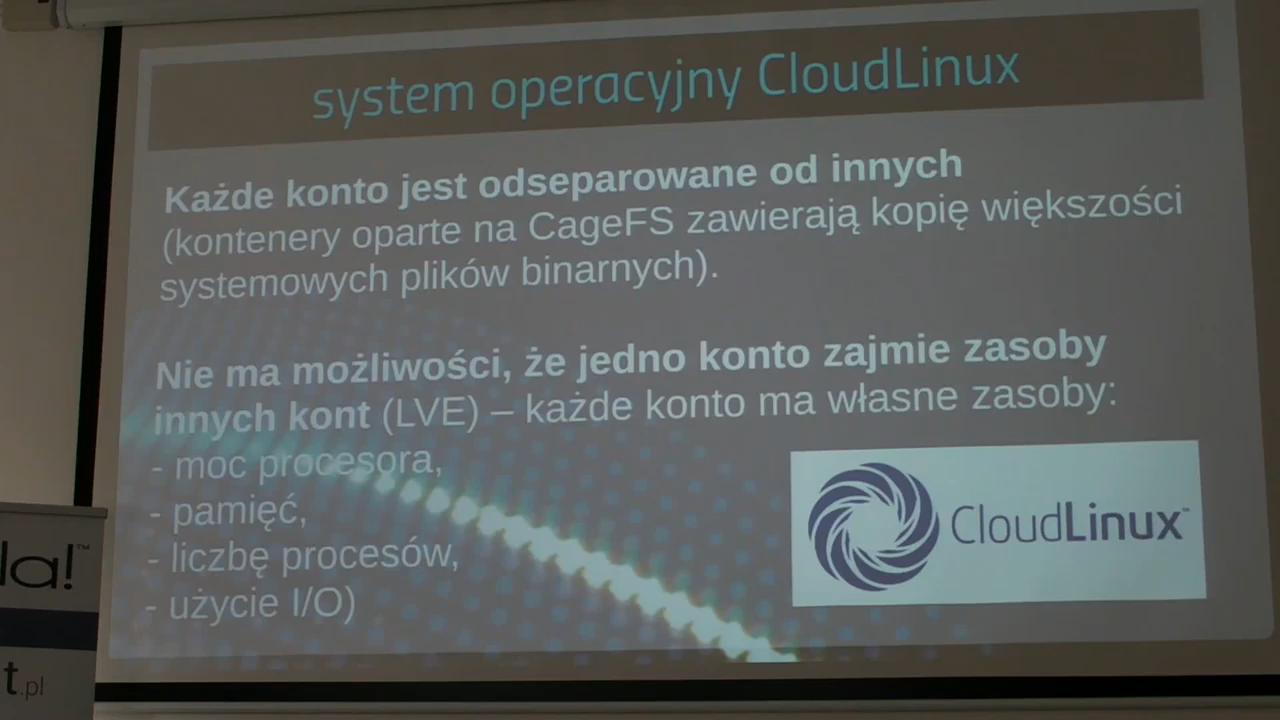 system operacyjny CloudLinux
Każde konto jest odseparowane od innych
(kontenery oparte na CageFS zawierają kopię większości
systemowych plików binarnych).
Nie ma możliwości, że jedno konto zajmie zasoby
innych kont (LVE) – każde konto ma własne zasoby:
- moc procesora,
- pamięć,
- liczbę procesów,
- użycie I/O)
CloudLinux™
la!™
t.pl